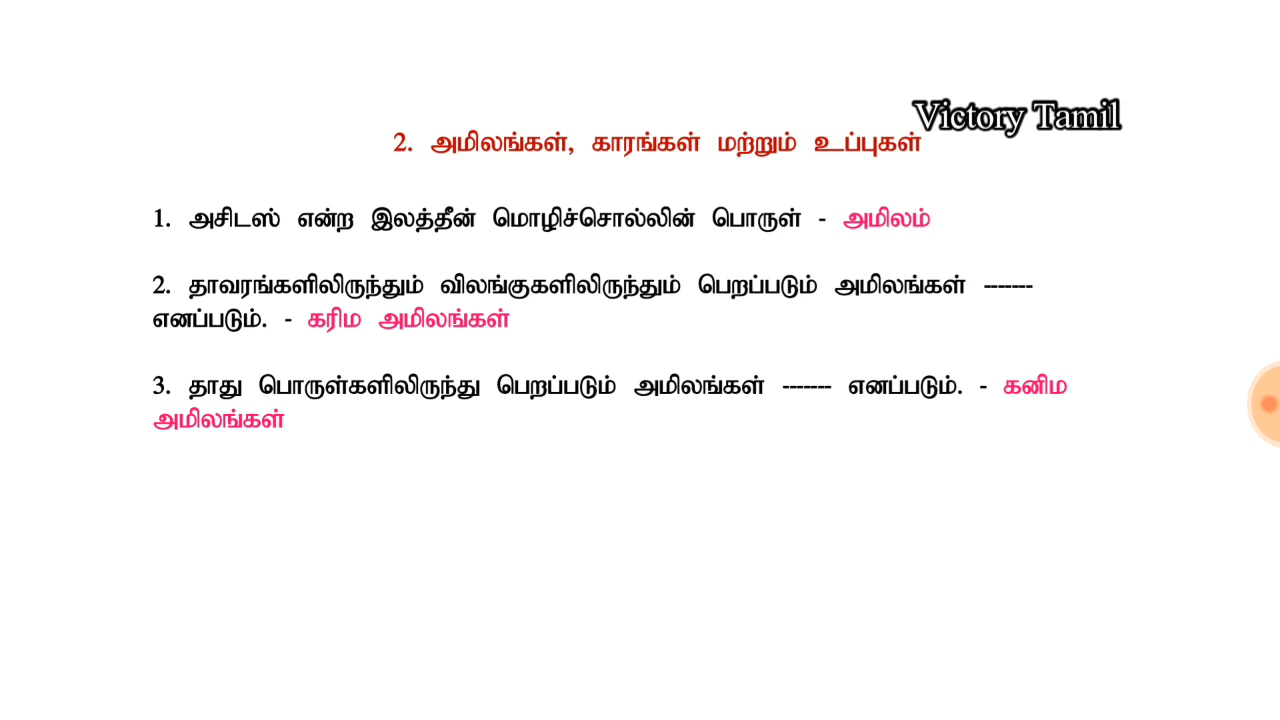 Victory Tamil
2. அமிலங்கள், காரங்கள் மற்றும் உப்புகள்
1. அசிடஸ் என்ற இலத்தீன் மொழிச்சொல்லின் பொருள் - அமிலம்
2. தாவரங்களிலிருந்தும் விலங்குகளிலிருந்தும் பெறப்படும் அமிலங்கள் -------
எனப்படும். - கரிம அமிலங்கள்
3. தாது பொருள்களிலிருந்து பெறப்படும் அமிலங்கள் ------- எனப்படும். - கனிம
அமிலங்கள்